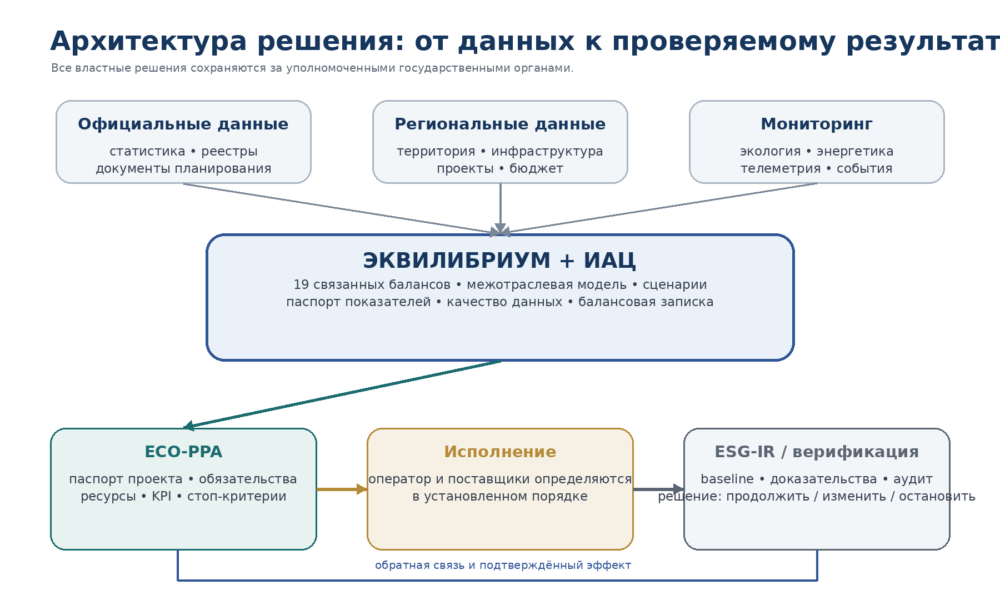 Архитектура решения: от данных к проверяемому результат
Все властные решения сохраняются за уполномоченными государственными органами.
Официальные данные
статистика • реестры
документы планирования
Региональные данные
территория • инфраструктура
проекты • бюджет
Мониторинг
экология • энергетика
телеметрия • события
ЭКВИЛИБРИУМ + ИАЦ
19 связанных балансов • межотраслевая модель • сценарии
паспорт показателей • качество данных • балансовая записка
ECO-PPA
паспорт проекта • обязательства
ресурсы • KPI • стоп-критерии
Исполнение
оператор и поставщики определяются
в установленном порядке
ESG-IR / верификация
baseline • доказательства • аудит
решение: продолжить / изменить / остановить
обратная связь и подтверждённый эффект